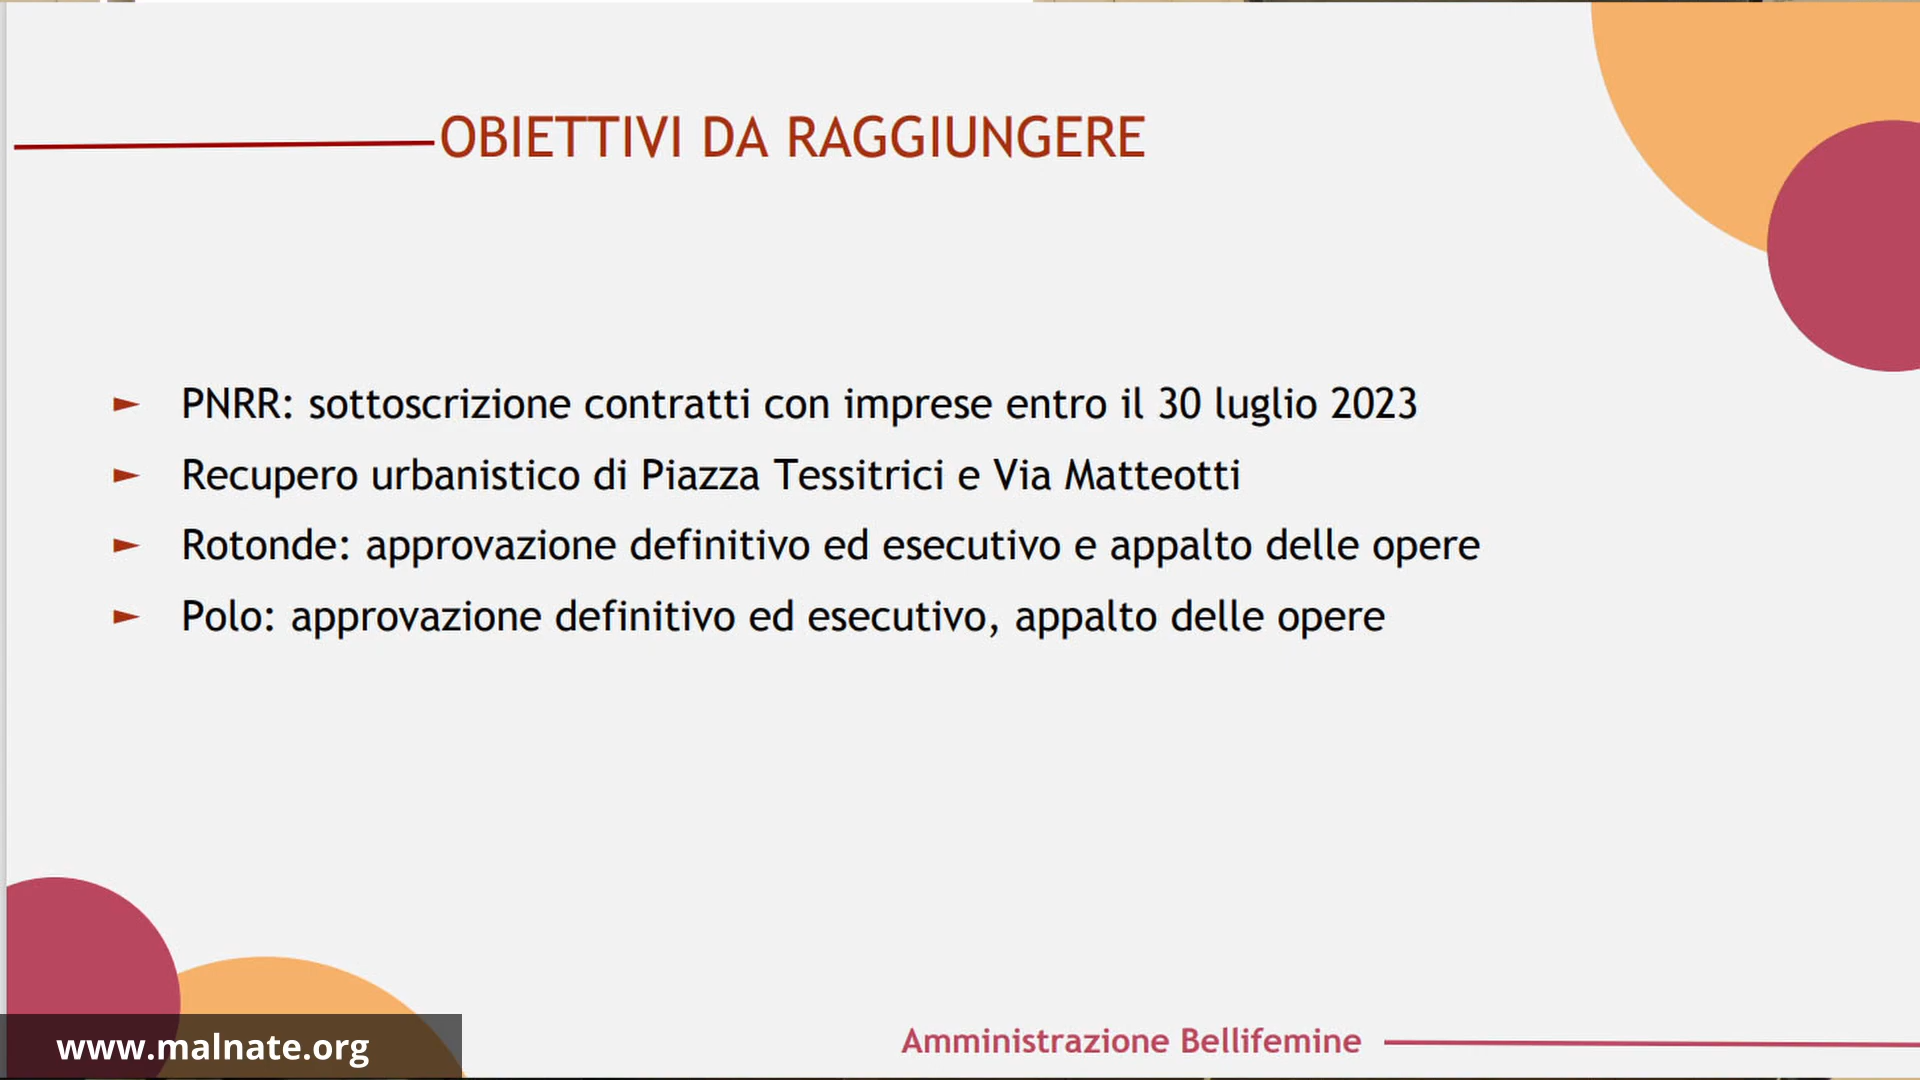 OBIETTIVI DA RAGGIUNGERE
PNRR: sottoscrizione contratti con imprese entro il 30 luglio 2023
Recupero urbanistico di Piazza Tessitrici e Via Matteotti
Rotonde: approvazione definitivo ed esecutivo e appalto delle opere
Polo: approvazione definitivo ed esecutivo, appalto delle opere
Amministrazione Bellifemine
www.malnate.org